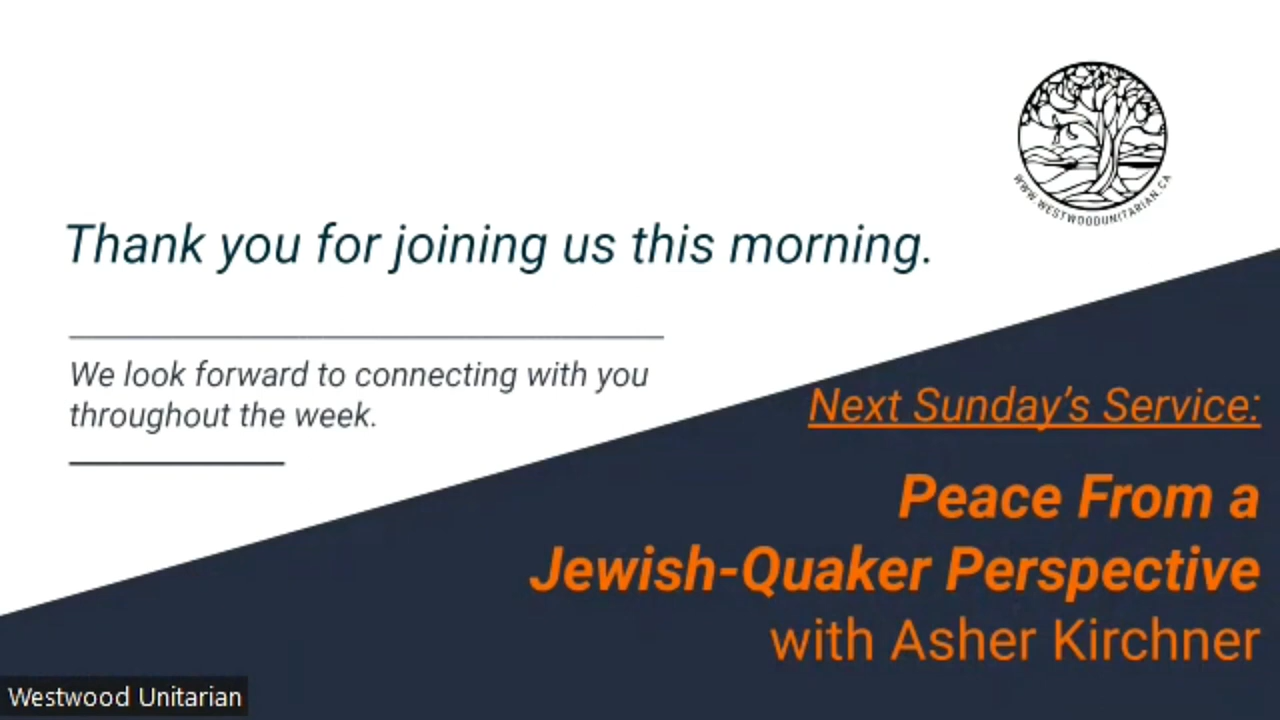 WWW.WESTWOODUNITARIAN.CA
Thank you for joining us this morning.
We look forward to connecting with you
throughout the week.
Next Sunday’s Service:
Peace From a
Jewish-Quaker Perspective
with Asher Kirchner
Westwood Unitarian